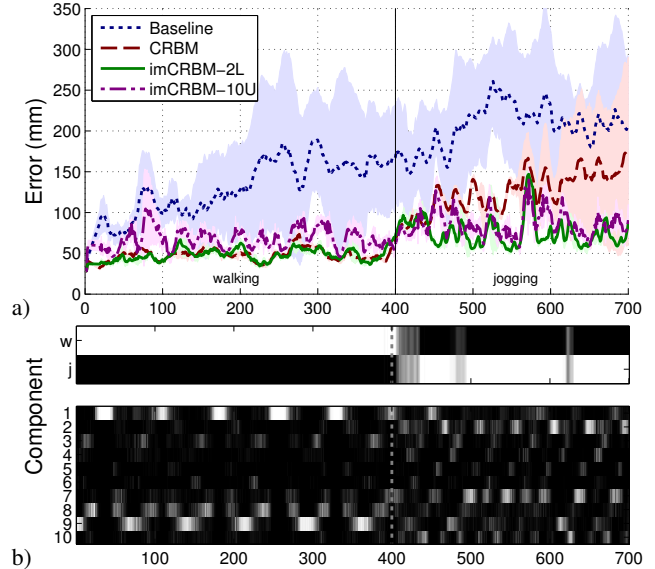 350
300
250
200
150
100
50
0
Error (mm)
Baseline
CRBM
imCRBM-2L
imCRBM-10U
walking
jogging
0 100 200 300 400 500 600 700
a)
w
j
Component
1
2
3
4
5
6
7
8
9
10
100 200 300 400 500 600 700
b)